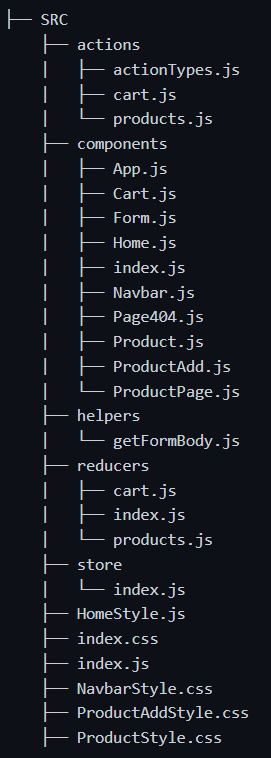 ├── SRC
    ├── actions
    │   ├── actionTypes.js
    │   ├── cart.js
    │   └── products.js
    ├── components
    │   ├── App.js
    │   ├── Cart.js
    │   ├── Form.js
    │   ├── Home.js
    │   ├── index.js
    │   ├── Navbar.js
    │   ├── Page404.js
    │   ├── Product.js
    │   ├── ProductAdd.js
    │   └── ProductPage.js
    ├── helpers
    │   └── getFormBody.js
    ├── reducers
    │   ├── cart.js
    │   ├── index.js
    │   └── products.js
    ├── store
    │   └── index.js
    ├── HomeStyle.js
    ├── index.css
    ├── index.js
    ├── NavbarStyle.css
    ├── ProductAddStyle.css
    ├── ProductStyle.css